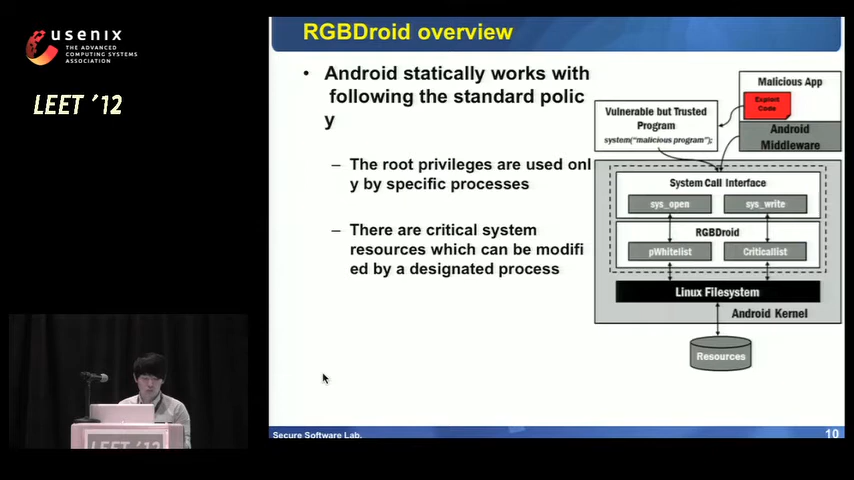 usenix
THE ADVANCED
COMPUTING SYSTEMS
ASSOCIATION
LEET '12
RGBDroid overview
• Android statically works with
following the standard polic
y
– The root privileges are used onl
y by specific processes
– There are critical system
resources which can be modifi
ed by a designated process
Malicious App
Exploit
Code
Android
Middleware
Vulnerable but Trusted
Program
system("malicious program");
System Call Interface
sys_open
sys_write
RGBDroid
pWhitelist
Criticallist
Linux Filesystem
Android Kernel
Resources
LEET '12
Secure Software Lab.
10